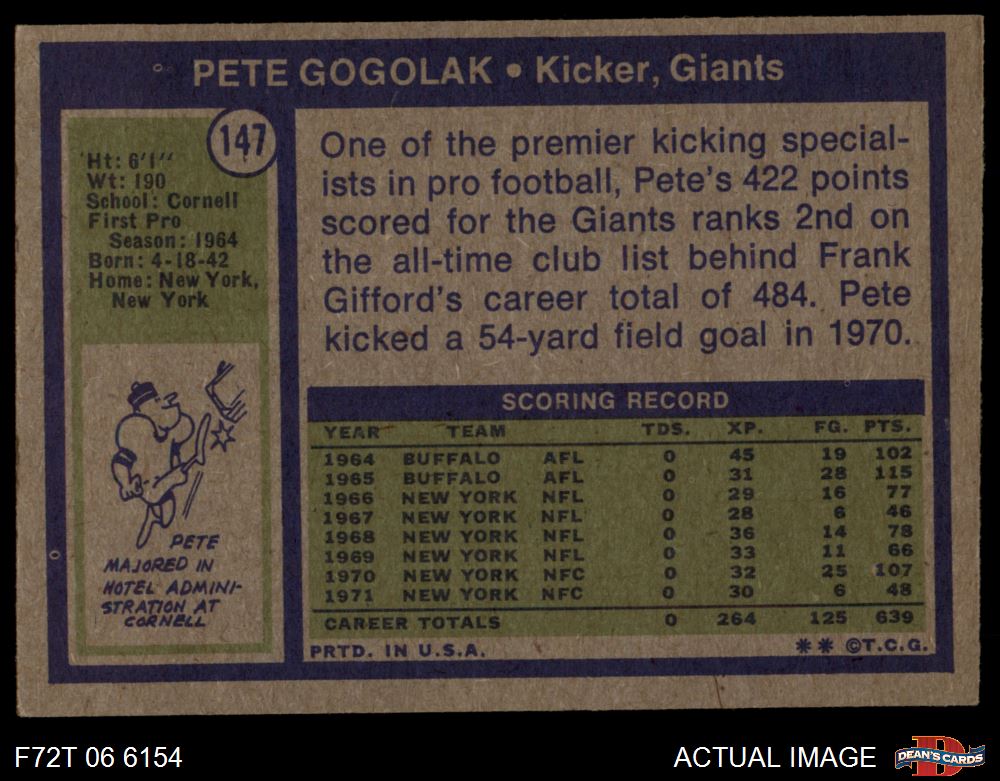 PETE GOGOLAK • Kicker, Giants
147
Ht: 6'1"
Wt: 190
School: Cornell
First Pro
Season: 1964
Born: 4-18-42
Home: New York,
New York
PETE
MAJORED IN
HOTEL ADMINI-
STRATION AT
CORNELL
One of the premier kicking special-
ists in pro football, Pete's 422 points
scored for the Giants ranks 2nd on
the all-time club list behind Frank
Gifford's career total of 484. Pete
kicked a 54-yard field goal in 1970.
SCORING RECORD
YEAR TEAM TDS. XP. FG. PTS.
1964 BUFFALO AFL 0 45 19 102
1965 BUFFALO AFL 0 31 28 115
1966 NEW YORK NFL 0 29 16 77
1967 NEW YORK NFL 0 28 6 46
1968 NEW YORK NFL 0 36 14 78
1969 NEW YORK NFL 0 33 11 66
1970 NEW YORK NFC 0 32 25 107
1971 NEW YORK NFC 0 30 6 48
CAREER TOTALS 0 264 125 639
PRTD. IN U.S.A. ** ©T.C.G.
F72T 06 6154 ACTUAL IMAGE D DEAN'S CARDS